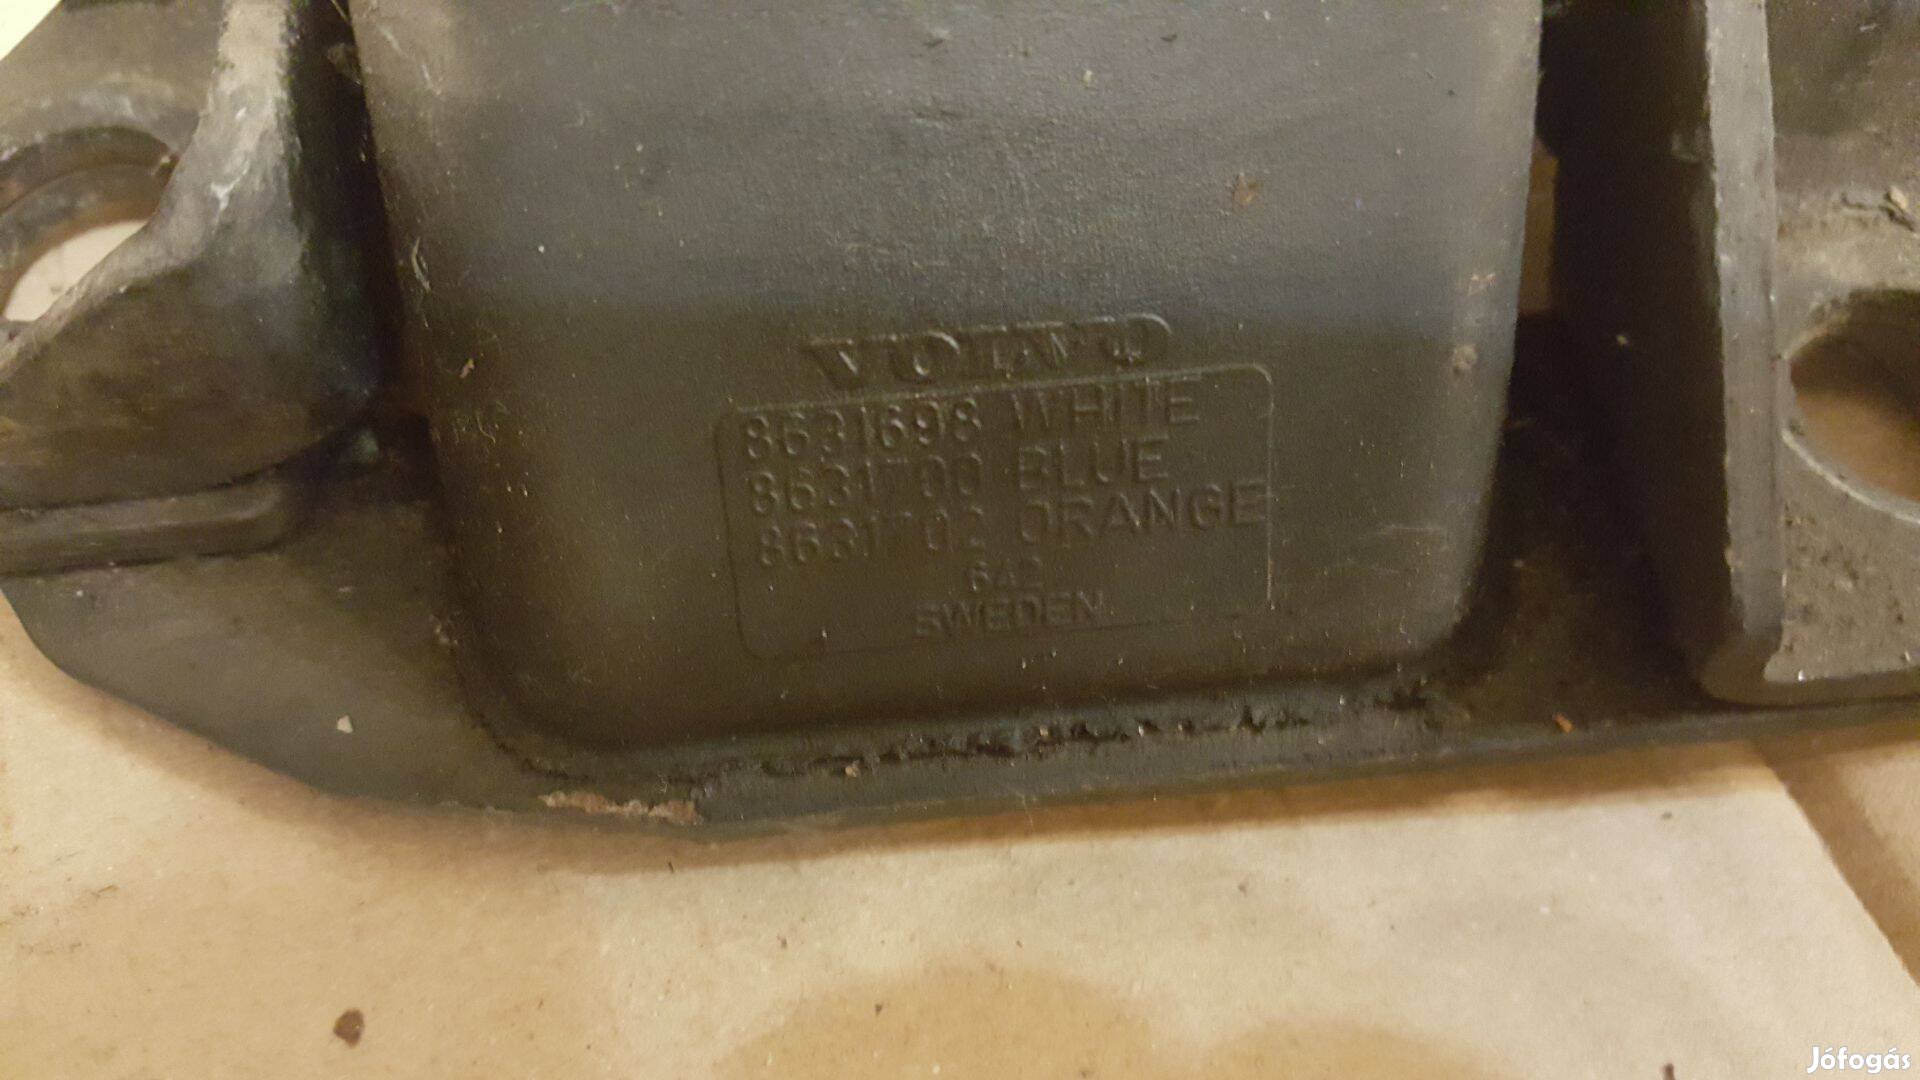 VOLVO
8631698 WHITE
8631700 BLUE
8631702 ORANGE
642
SWEDEN
Jófogás